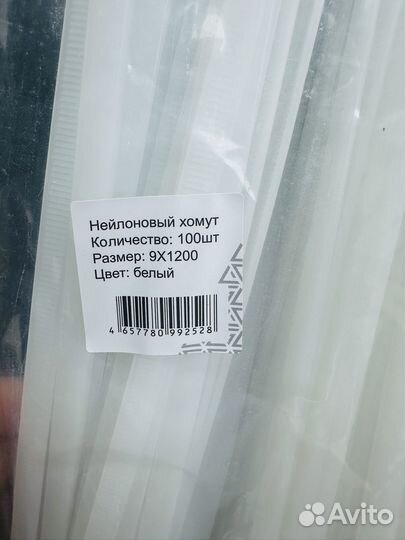 Нейлоновый хомут
Количество: 100шт
Размер: 9X1200
Цвет: белый
4 657780 992528
Avito